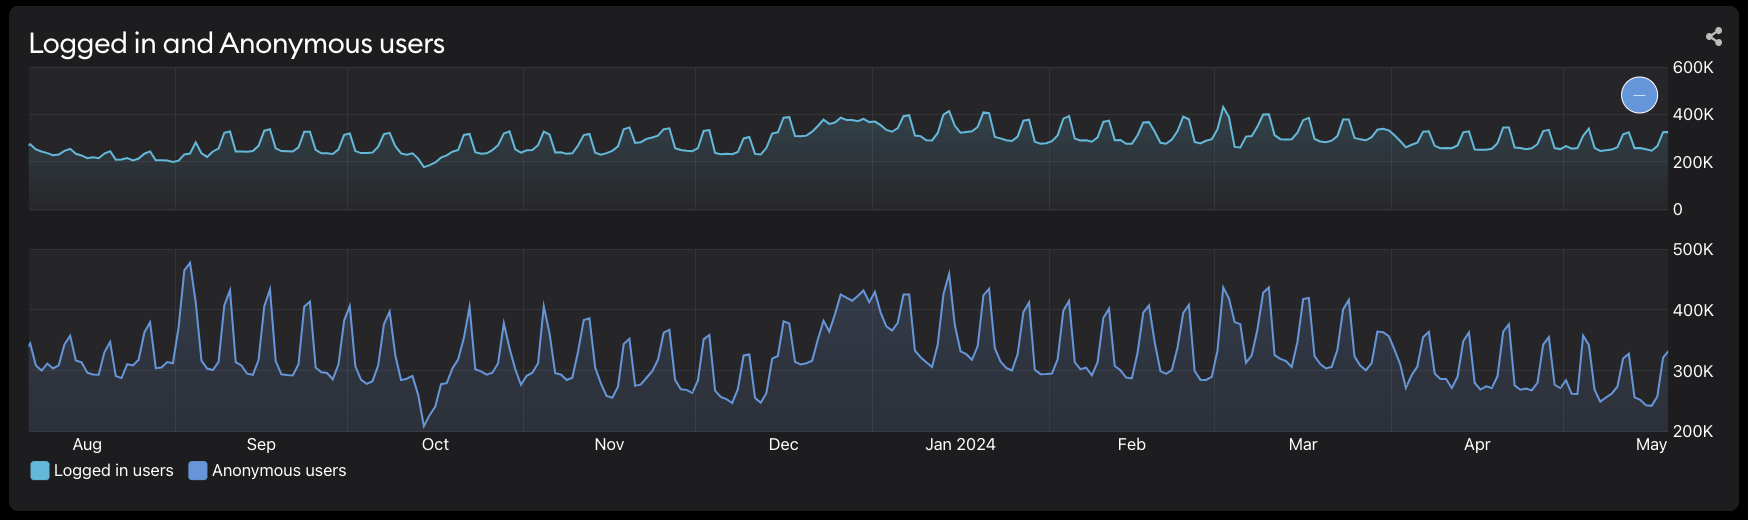 Logged in and Anonymous users
600K
400K
200K
0
500K
400K
300K
200K
Aug Sep Oct Nov Dec Jan 2024 Feb Mar Apr May
Logged in users Anonymous users